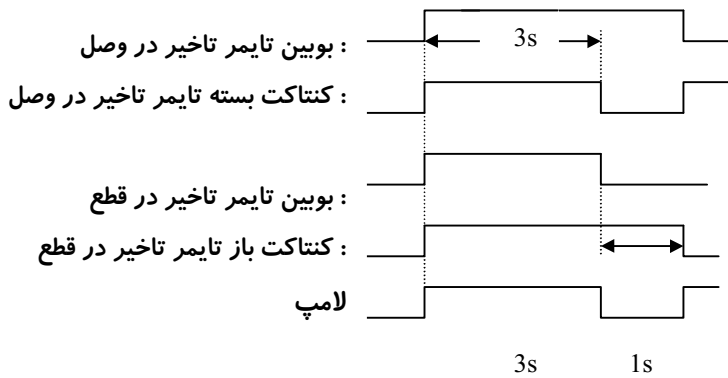 بوبین تایمر تاخیر در وصل :
3s
کنتاکت بسته تایمر تاخیر در وصل :
بوبین تایمر تاخیر در قطع :
کنتاکت باز تایمر تاخیر در قطع :
لامپ
3s 1s